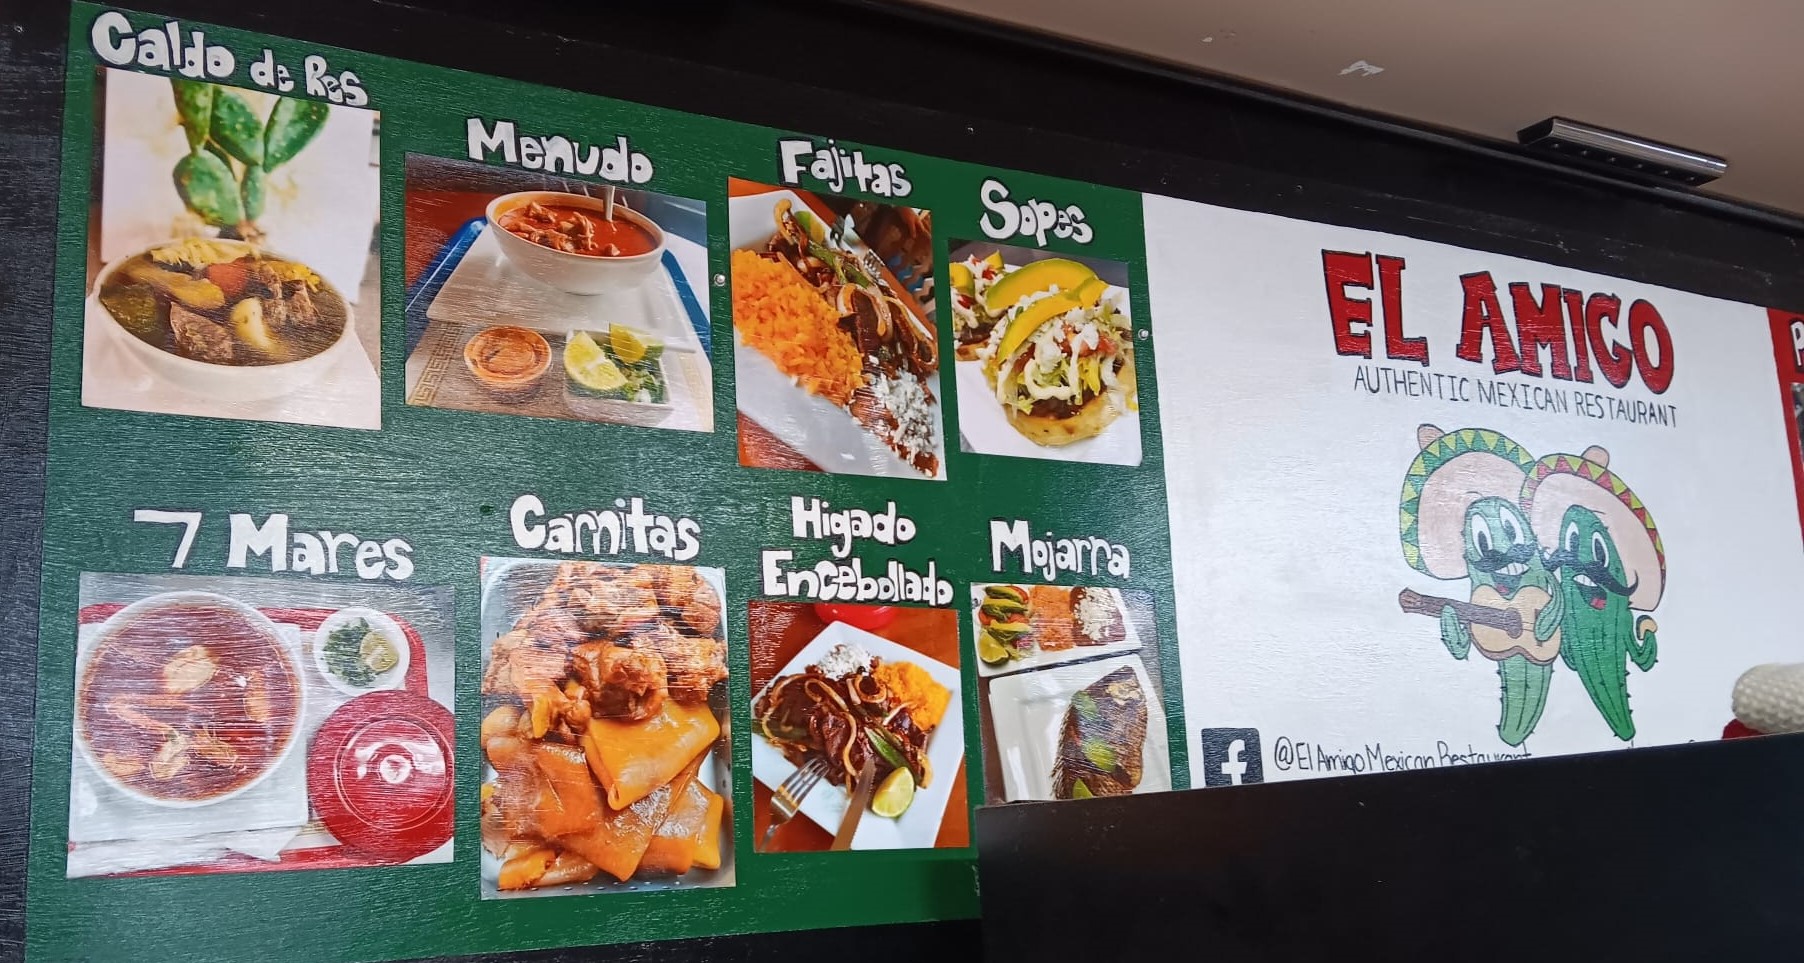 Caldo de Res
Menudo
Fajitas
Sopes
7 Mares
Carnitas
Higado
Encebollado
Mojarra
EL AMIGO
AUTHENTIC MEXICAN RESTAURANT
f @El Amigo Mexican Restaurant
P